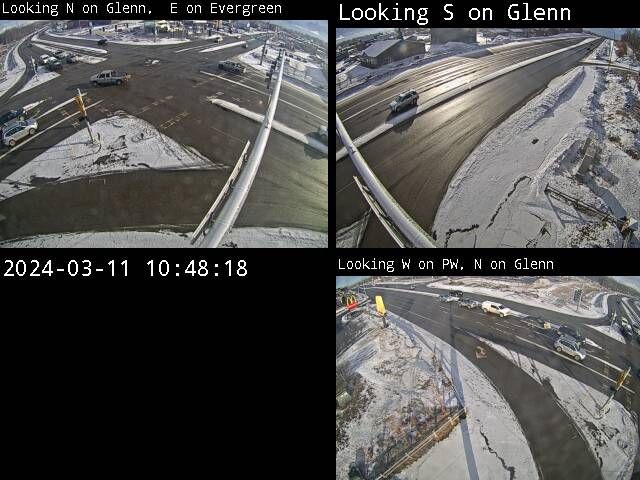 Looking N on Glenn,  E on Evergreen
Looking S on Glenn
2024-03-11 10:48:18
Looking W on PW, N on Glenn